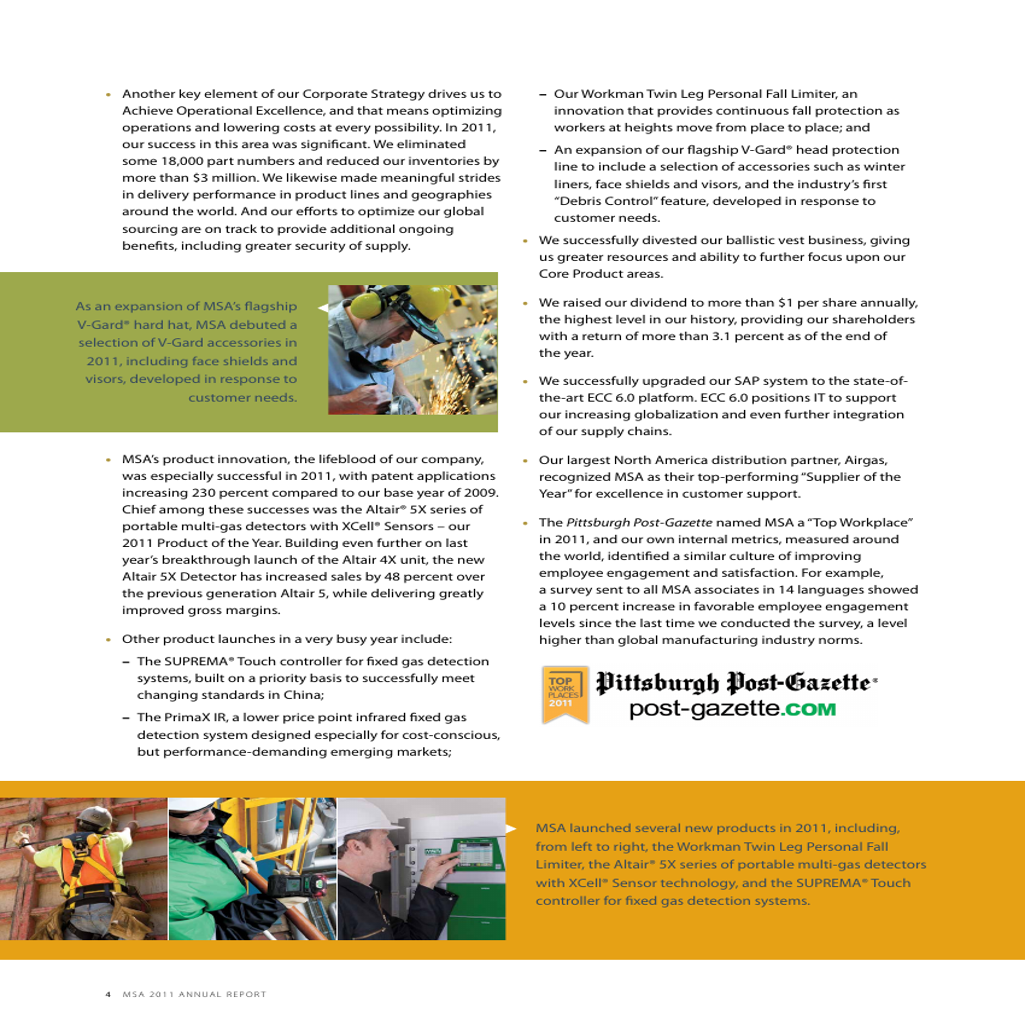 • Another key element of our Corporate Strategy drives us to
Achieve Operational Excellence, and that means optimizing
operations and lowering costs at every possibility. In 2011,
our success in this area was significant. We eliminated
some 18,000 part numbers and reduced our inventories by
more than $3 million. We likewise made meaningful strides
in delivery performance in product lines and geographies
around the world. And our efforts to optimize our global
sourcing are on track to provide additional ongoing
benefits, including greater security of supply.
As an expansion of MSA’s flagship
V-Gard® hard hat, MSA debuted a
selection of V-Gard accessories in
2011, including face shields and
visors, developed in response to
customer needs.
• MSA’s product innovation, the lifeblood of our company,
was especially successful in 2011, with patent applications
increasing 230 percent compared to our base year of 2009.
Chief among these successes was the Altair® 5X series of
portable multi-gas detectors with XCell® Sensors – our
2011 Product of the Year. Building even further on last
year’s breakthrough launch of the Altair 4X unit, the new
Altair 5X Detector has increased sales by 48 percent over
the previous generation Altair 5, while delivering greatly
improved gross margins.
• Other product launches in a very busy year include:
– The SUPREMA® Touch controller for fixed gas detection
systems, built on a priority basis to successfully meet
changing standards in China;
– The PrimaX IR, a lower price point infrared fixed gas
detection system designed especially for cost-conscious,
but performance-demanding emerging markets;
– Our Workman Twin Leg Personal Fall Limiter, an
innovation that provides continuous fall protection as
workers at heights move from place to place; and
– An expansion of our flagship V-Gard® head protection
line to include a selection of accessories such as winter
liners, face shields and visors, and the industry’s first
“Debris Control” feature, developed in response to
customer needs.
• We successfully divested our ballistic vest business, giving
us greater resources and ability to further focus upon our
Core Product areas.
• We raised our dividend to more than $1 per share annually,
the highest level in our history, providing our shareholders
with a return of more than 3.1 percent as of the end of
the year.
• We successfully upgraded our SAP system to the state-of-
the-art ECC 6.0 platform. ECC 6.0 positions IT to support
our increasing globalization and even further integration
of our supply chains.
• Our largest North America distribution partner, Airgas,
recognized MSA as their top-performing “Supplier of the
Year” for excellence in customer support.
• The Pittsburgh Post-Gazette named MSA a “Top Workplace”
in 2011, and our own internal metrics, measured around
the world, identified a similar culture of improving
employee engagement and satisfaction. For example,
a survey sent to all MSA associates in 14 languages showed
a 10 percent increase in favorable employee engagement
levels since the last time we conducted the survey, a level
higher than global manufacturing industry norms.
TOP
WORK
PLACES
2011
Pittsburgh Post-Gazette®
post-gazette.COM
MSA launched several new products in 2011, including,
from left to right, the Workman Twin Leg Personal Fall
Limiter, the Altair® 5X series of portable multi-gas detectors
with XCell® Sensor technology, and the SUPREMA® Touch
controller for fixed gas detection systems.
4 MSA 2011 ANNUAL REPORT